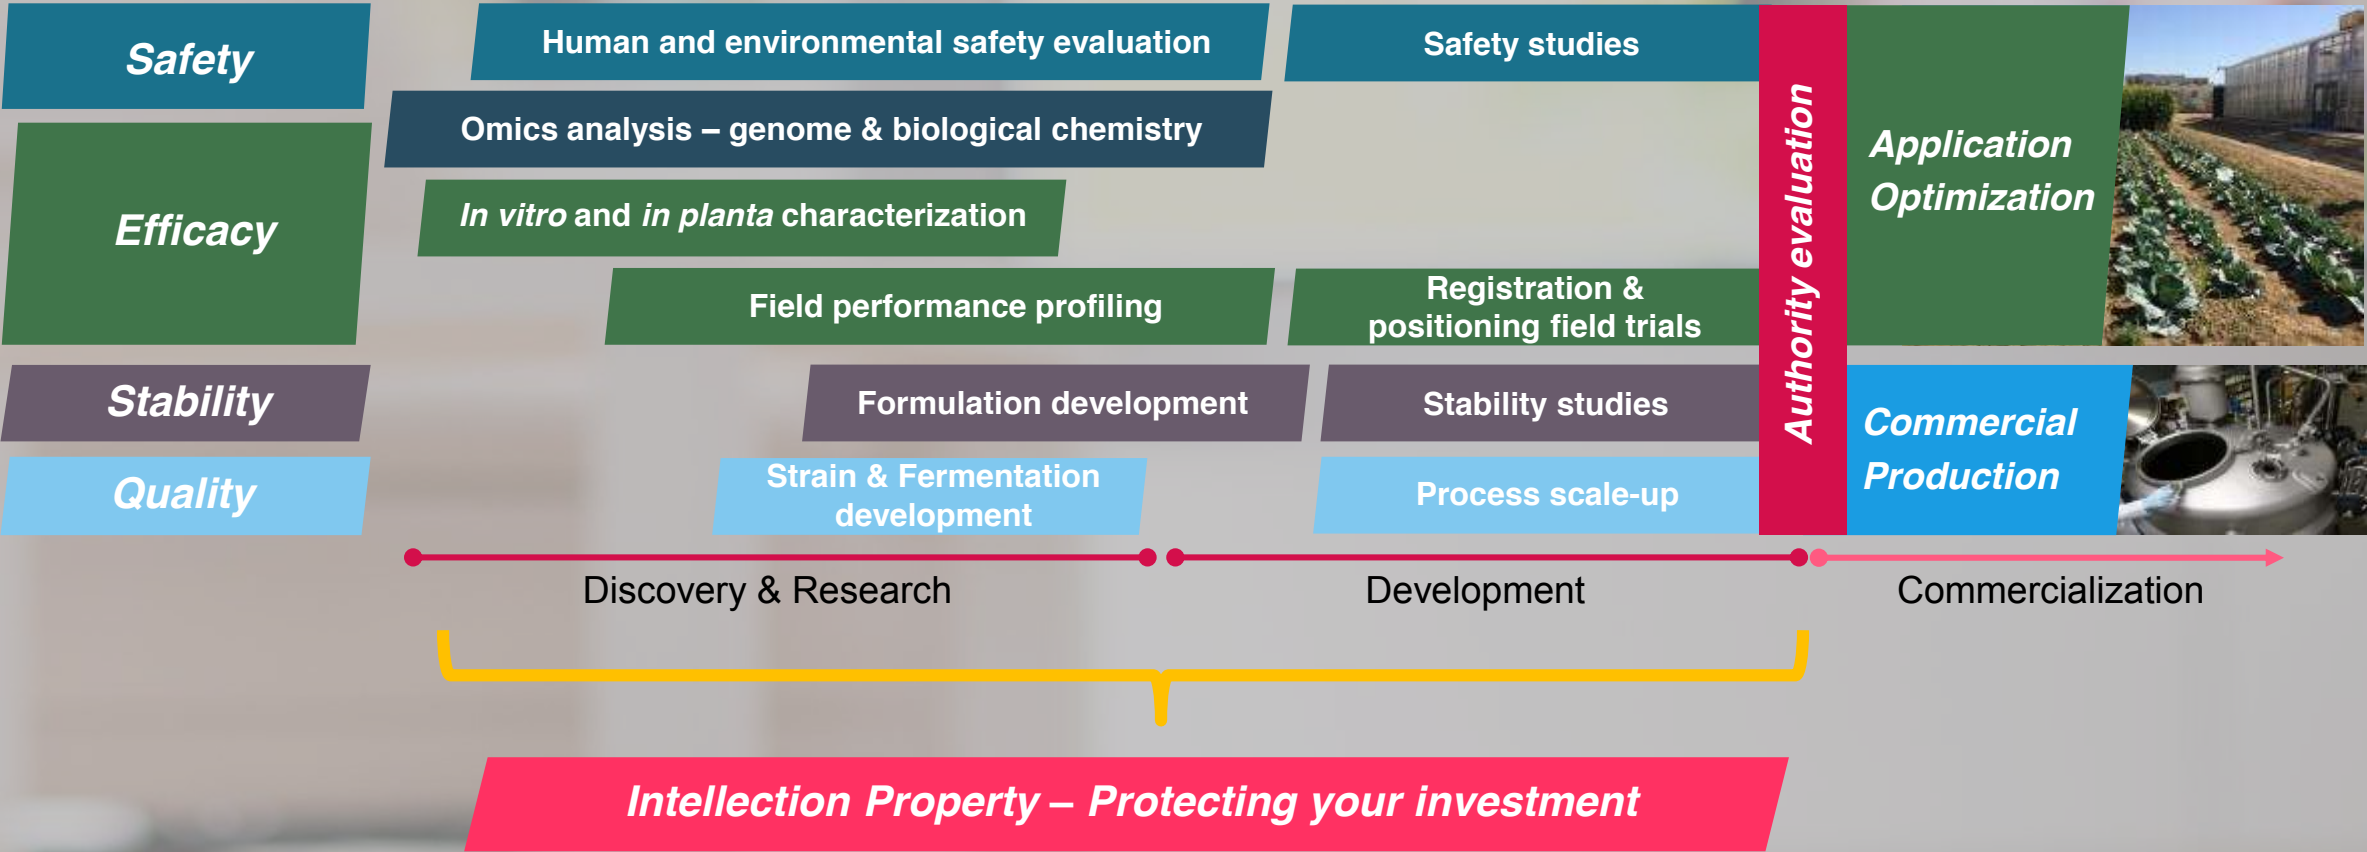 Safety
Human and environmental safety evaluation
Safety studies
Omics analysis – genome & biological chemistry
Efficacy
In vitro and in planta characterization
Field performance profiling
Registration &
positioning field trials
Stability
Formulation development
Stability studies
Quality
Strain & Fermentation
development
Process scale-up
Authority evaluation
Application
Optimization
Commercial
Production
Discovery & Research
Development
Commercialization
Intellection Property – Protecting your investment